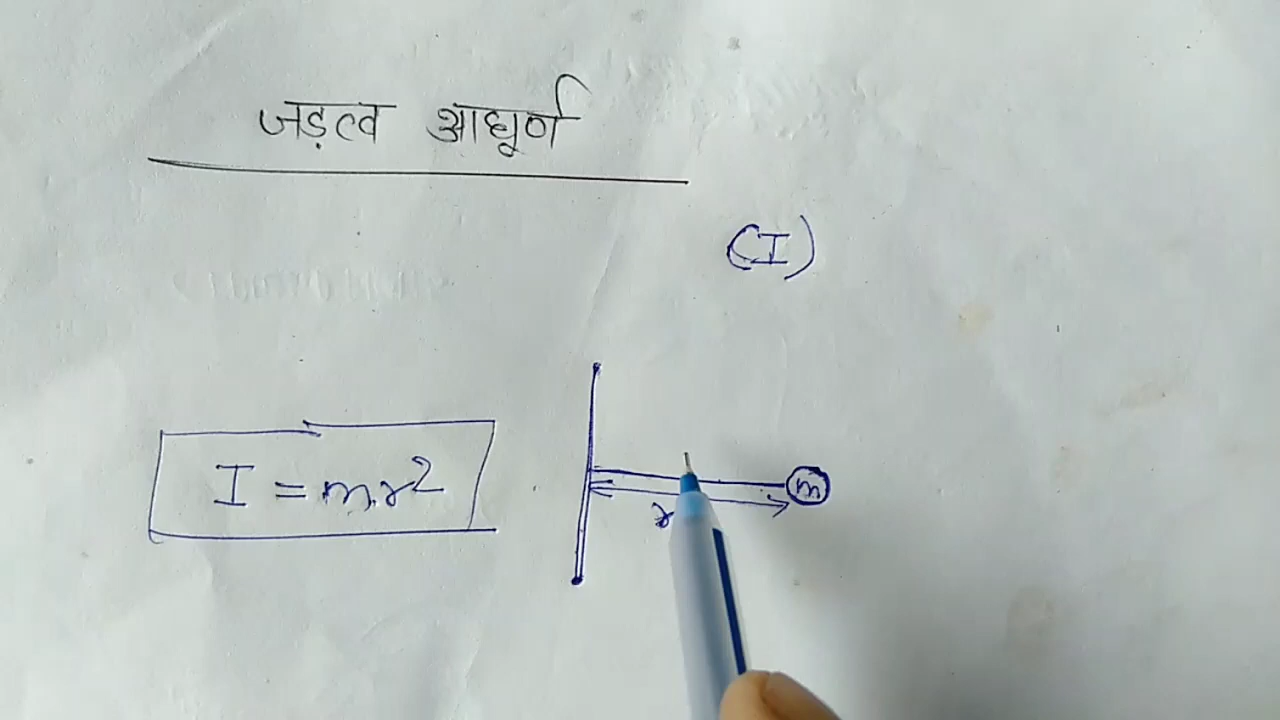 जड़त्व आघूर्ण
(I)
I = mr²
m
r